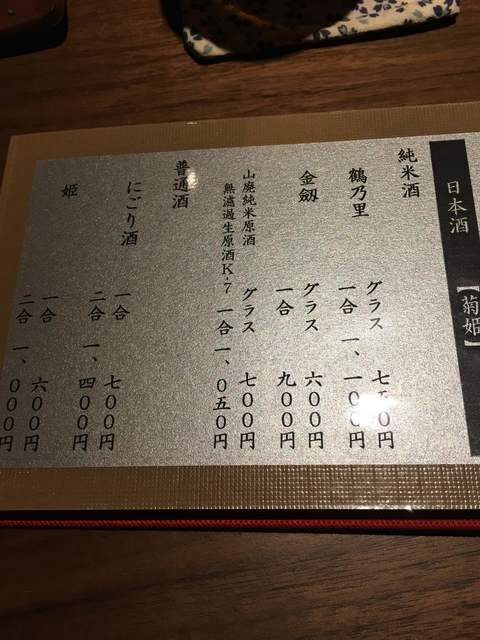 日本酒 【菊姫】
純米酒
鶴乃里 グラス 七五〇円
一合 一、一〇〇円
金劔 グラス 六〇〇円
一合 九〇〇円
山廃純米原酒 グラス 七〇〇円
無濾過生原酒K-7 一合 一、〇五〇円
普通酒
にごり酒 一合 七〇〇円
二合 一、四〇〇円
姫 一合 六〇〇円
二合 一、〇〇〇円